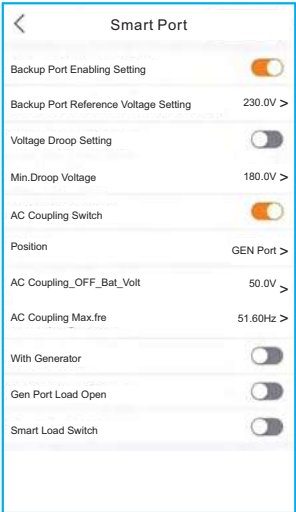 Smart Port
Backup Port Enabling Setting
Backup Port Reference Voltage Setting 230.0V >
Voltage Droop Setting
Min.Droop Voltage 180.0V >
AC Coupling Switch
Position GEN Port >
AC Coupling_OFF_Bat_Volt 50.0V >
AC Coupling Max.fre 51.60Hz >
With Generator
Gen Port Load Open
Smart Load Switch